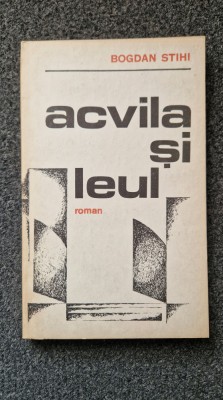 BOGDAN STIHI
acvila
și
leul
roman